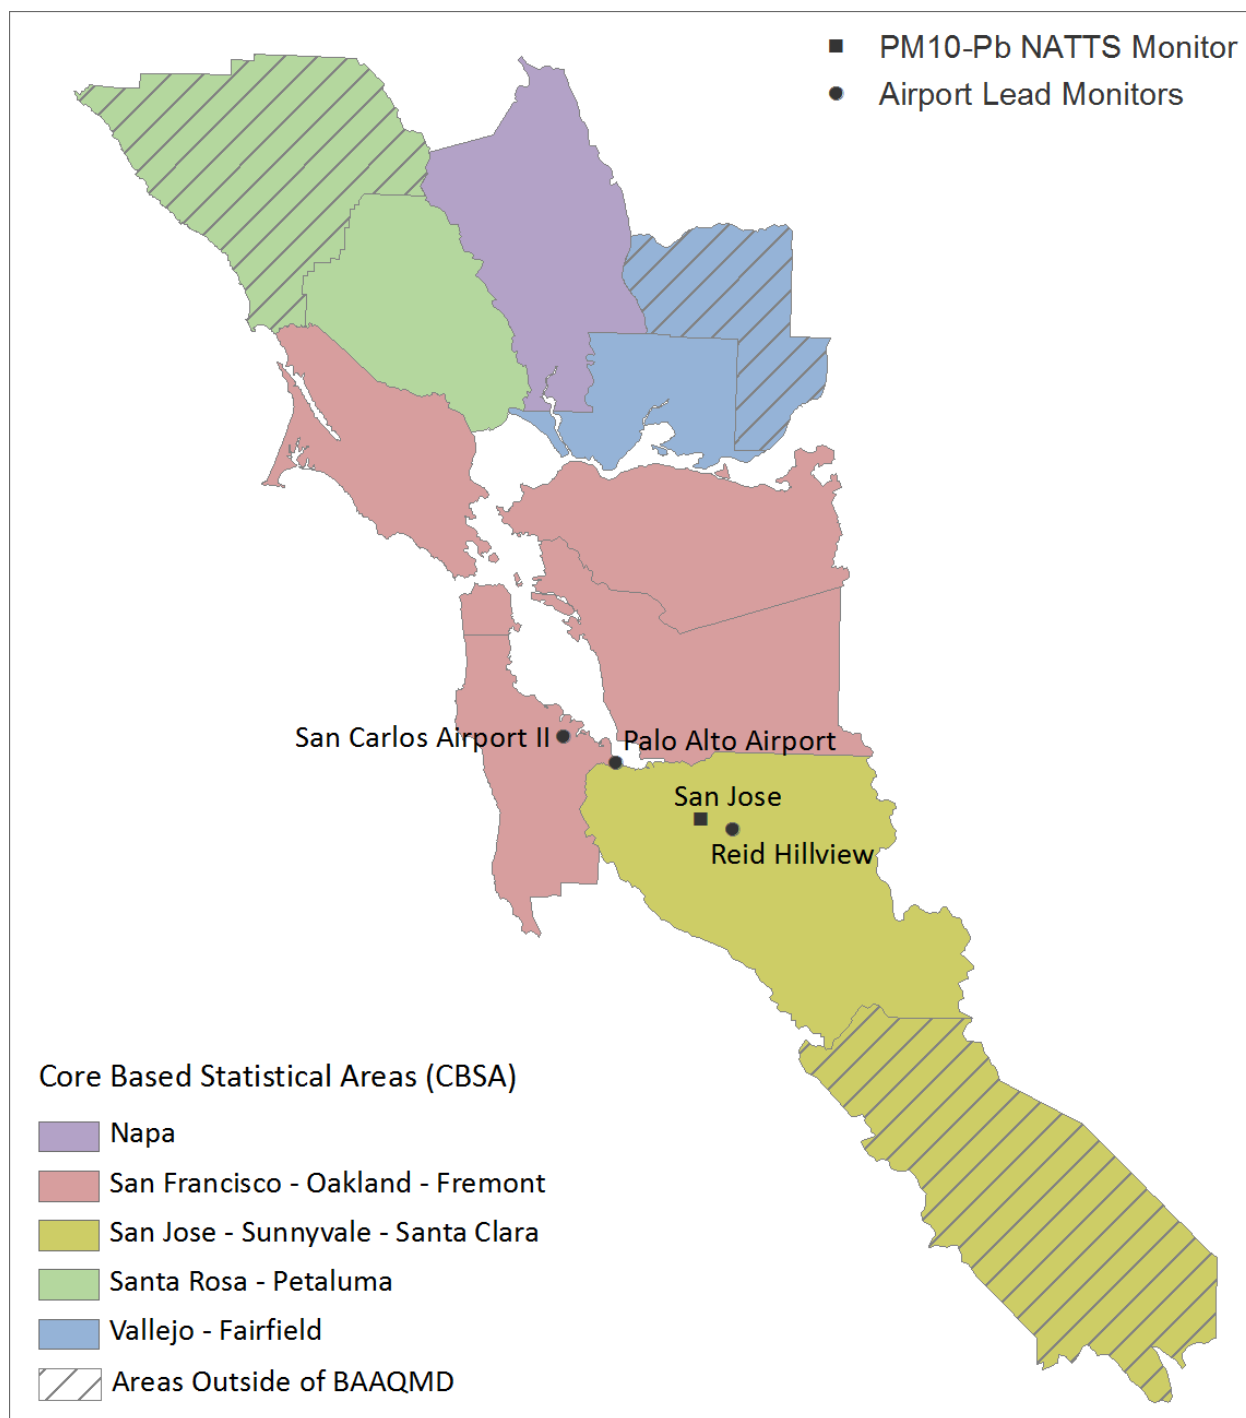 PM10-Pb NATTS Monitor
Airport Lead Monitors
San Carlos Airport II
Palo Alto Airport
San Jose
Reid Hillview
Core Based Statistical Areas (CBSA)
Napa
San Francisco - Oakland - Fremont
San Jose - Sunnyvale - Santa Clara
Santa Rosa - Petaluma
Vallejo - Fairfield
Areas Outside of BAAQMD